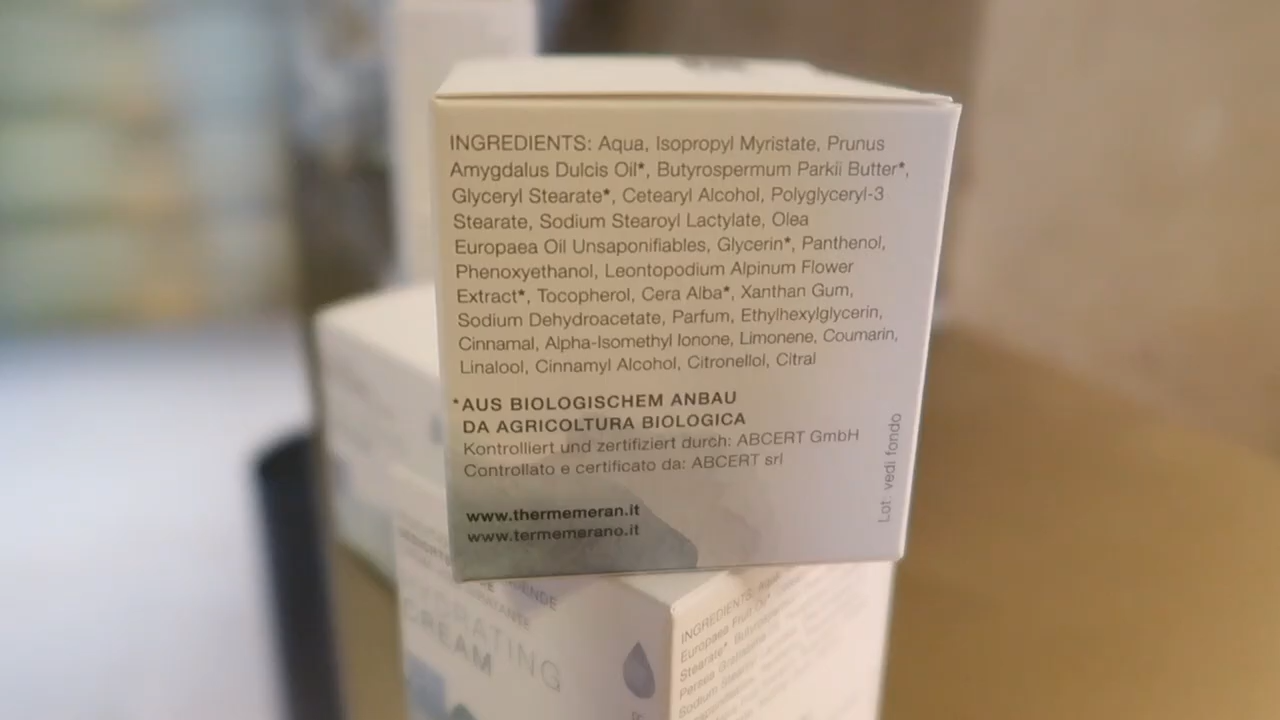 INGREDIENTS: Aqua, Isopropyl Myristate, Prunus
Amygdalus Dulcis Oil*, Butyrospermum Parkii Butter*,
Glyceryl Stearate*, Cetearyl Alcohol, Polyglyceryl-3
Stearate, Sodium Stearoyl Lactylate, Olea
Europaea Oil Unsaponifiables, Glycerin*, Panthenol,
Phenoxyethanol, Leontopodium Alpinum Flower
Extract*, Tocopherol, Cera Alba*, Xanthan Gum,
Sodium Dehydroacetate, Parfum, Ethylhexylglycerin,
Cinnamal, Alpha-Isomethyl Ionone, Limonene, Coumarin,
Linalool, Cinnamyl Alcohol, Citronellol, Citral
*AUS BIOLOGISCHEM ANBAU
DA AGRICOLTURA BIOLOGICA
Kontrolliert und zertifiziert durch: ABCERT GmbH
Controllato e certificato da: ABCERT srl
www.thermemeran.it
www.termemerano.it
Lot: vedi fondo
CREAM
INGREDIENTS: Aqua
Europaea Fruit Oil*
Stearate*
Persea
Sodium